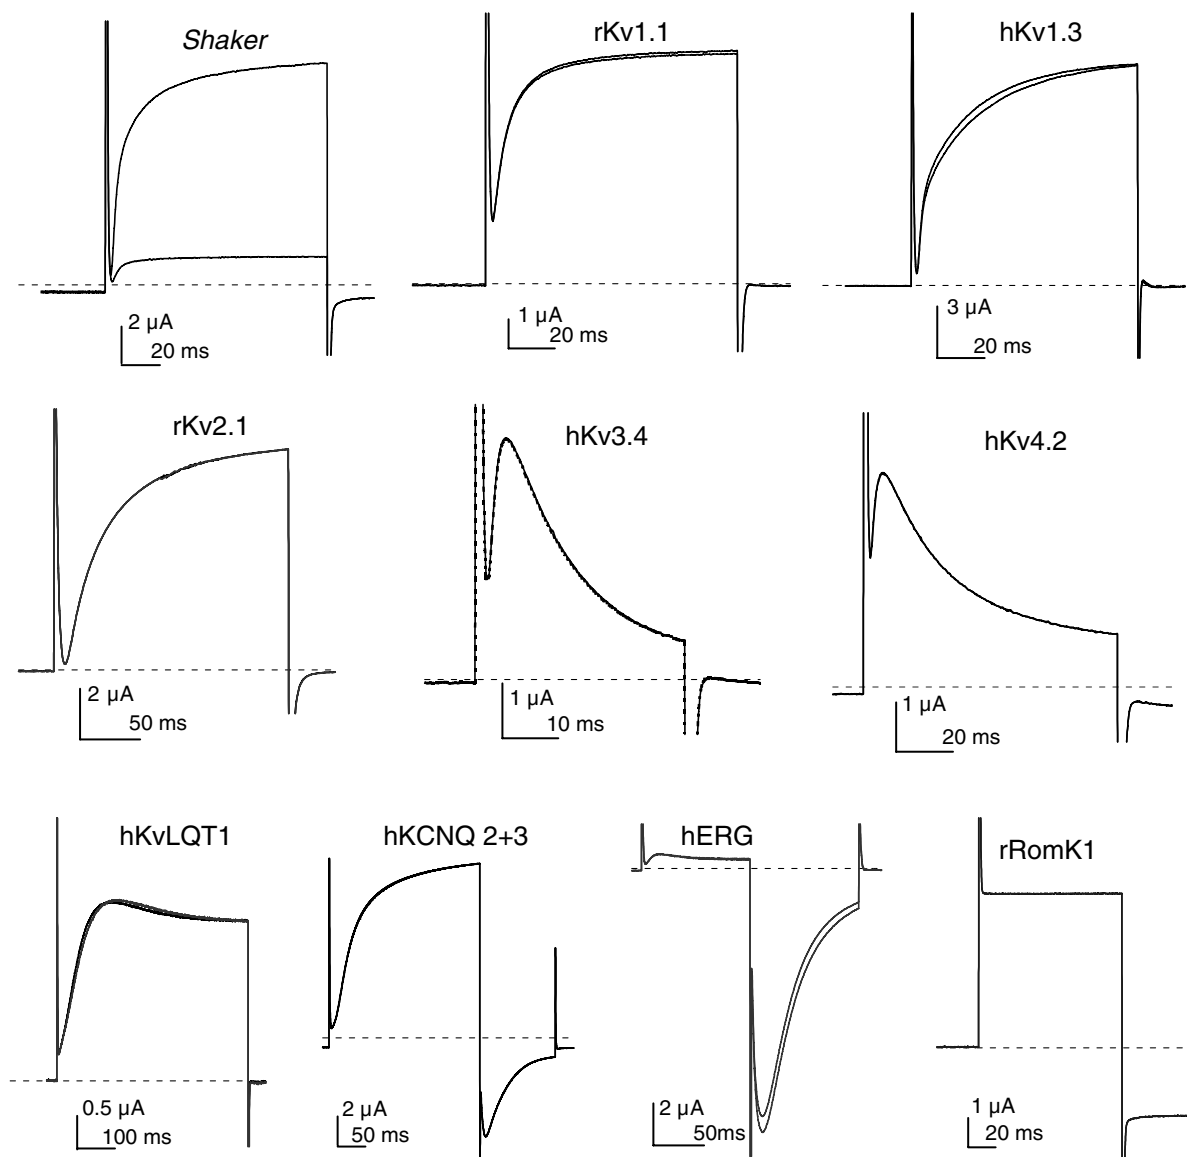 Shaker
rKv1.1
hKv1.3
2 µA
20 ms
1 µA
20 ms
3 µA
20 ms
rKv2.1
hKv3.4
hKv4.2
2 µA
50 ms
1 µA
10 ms
1 µA
20 ms
hKvLQT1
hKCNQ 2+3
hERG
rRomK1
0.5 µA
100 ms
2 µA
50 ms
2 µA
50ms
1 µA
20 ms